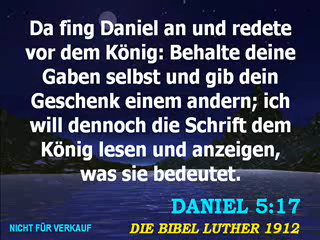 Da fing Daniel an und redete
vor dem König: Behalte deine
Gaben selbst und gib dein
Geschenk einem andern; ich
will dennoch die Schrift dem
König lesen und anzeigen,
was sie bedeutet.
DANIEL 5:17
NICHT FÜR VERKAUF
DIE BIBEL LUTHER 1912